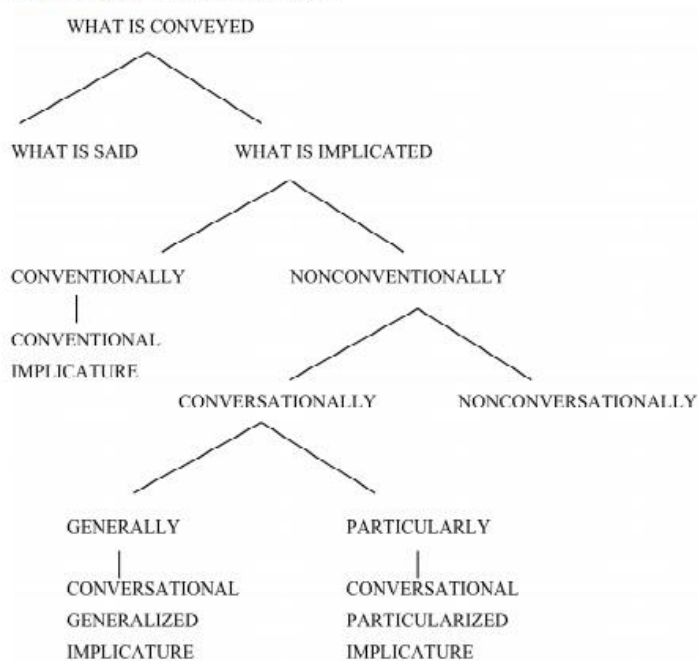 WHAT IS CONVEYED
WHAT IS SAID
WHAT IS IMPLICATED
CONVENTIONALLY
NONCONVENTIONALLY
CONVENTIONAL
IMPLICATURE
CONVERSATIONALLY
NONCONVERSATIONALLY
GENERALLY
PARTICULARLY
CONVERSATIONAL
GENERALIZED
IMPLICATURE
CONVERSATIONAL
PARTICULARIZED
IMPLICATURE